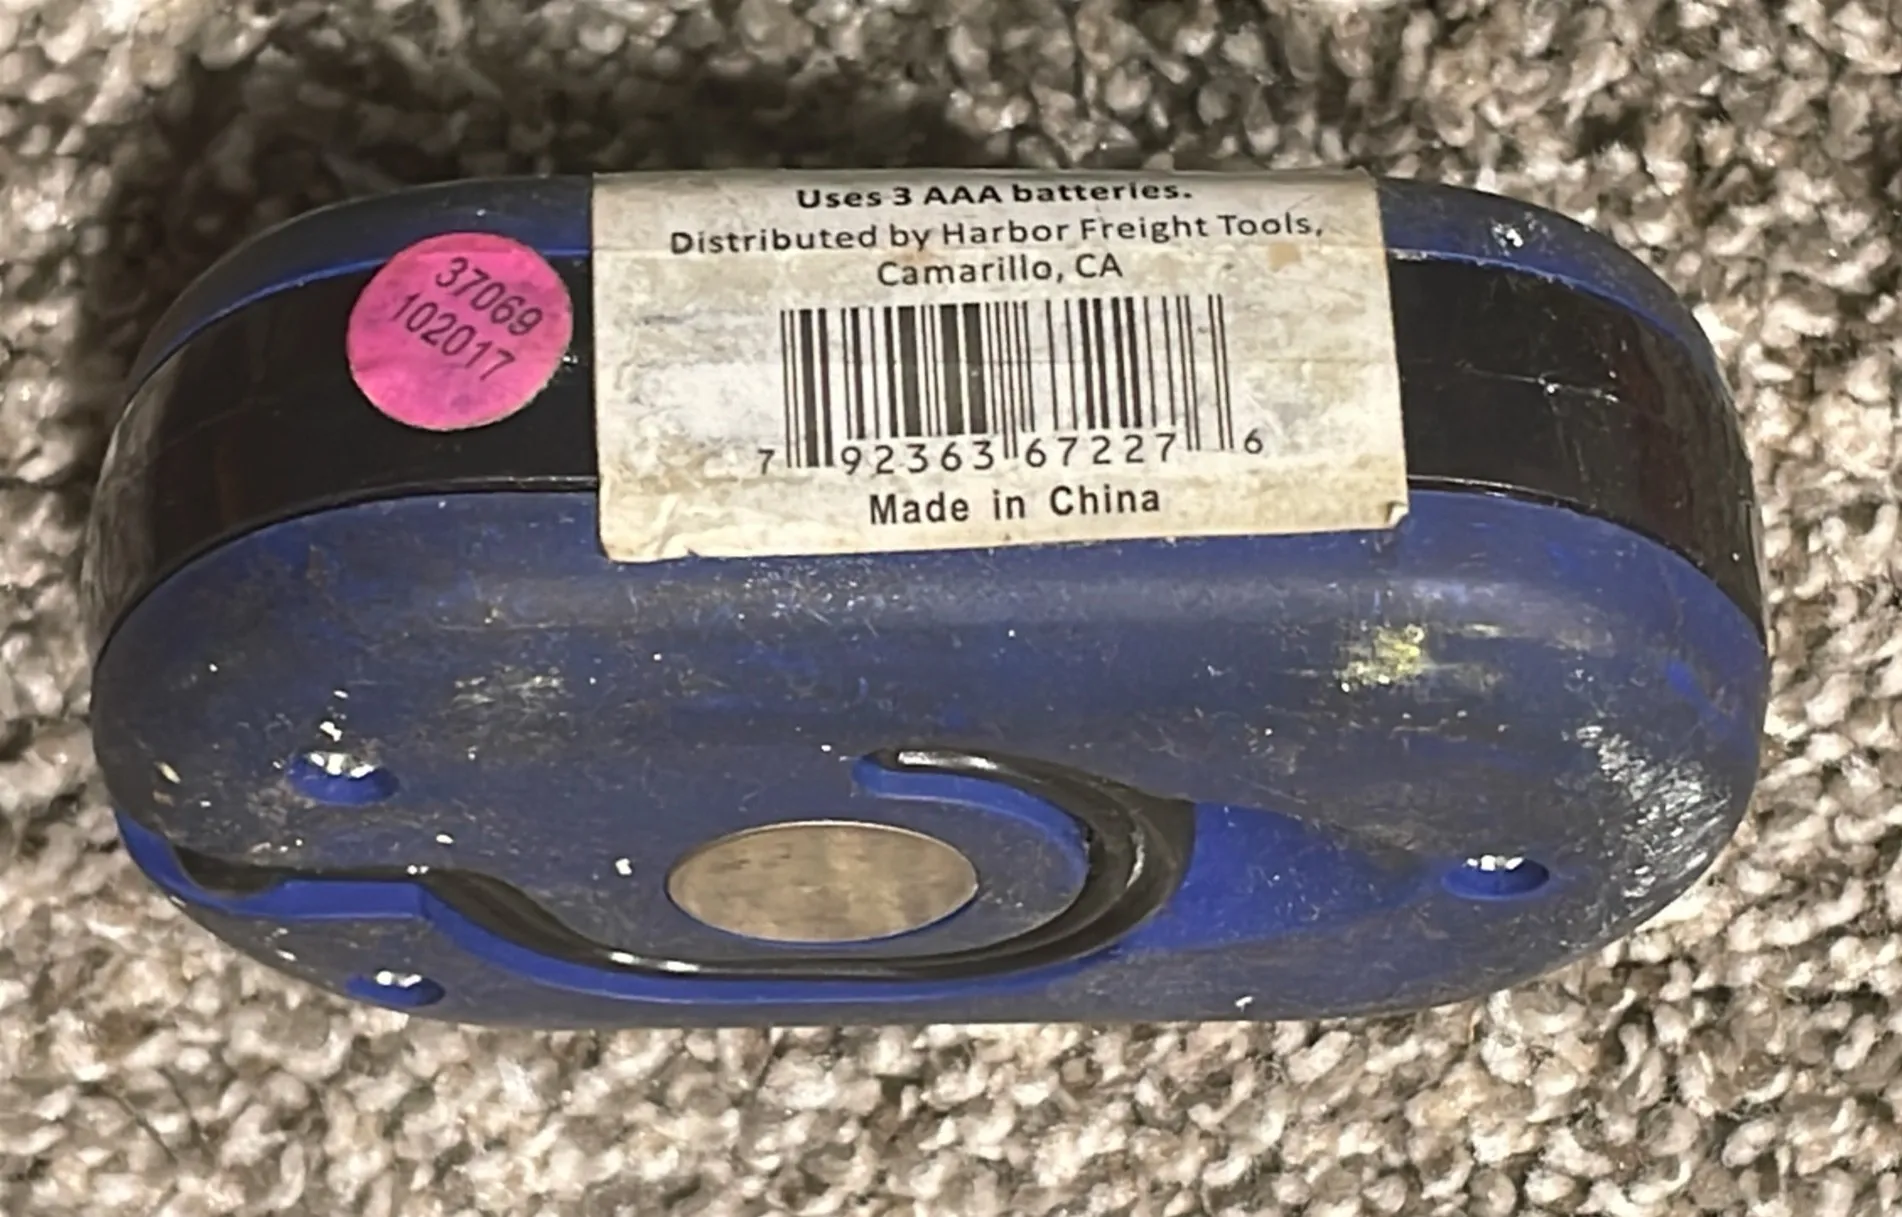 Uses 3 AAA batteries.
Distributed by Harbor Freight Tools,
Camarillo, CA
37069
102017
7 92363 67227 6
Made in China